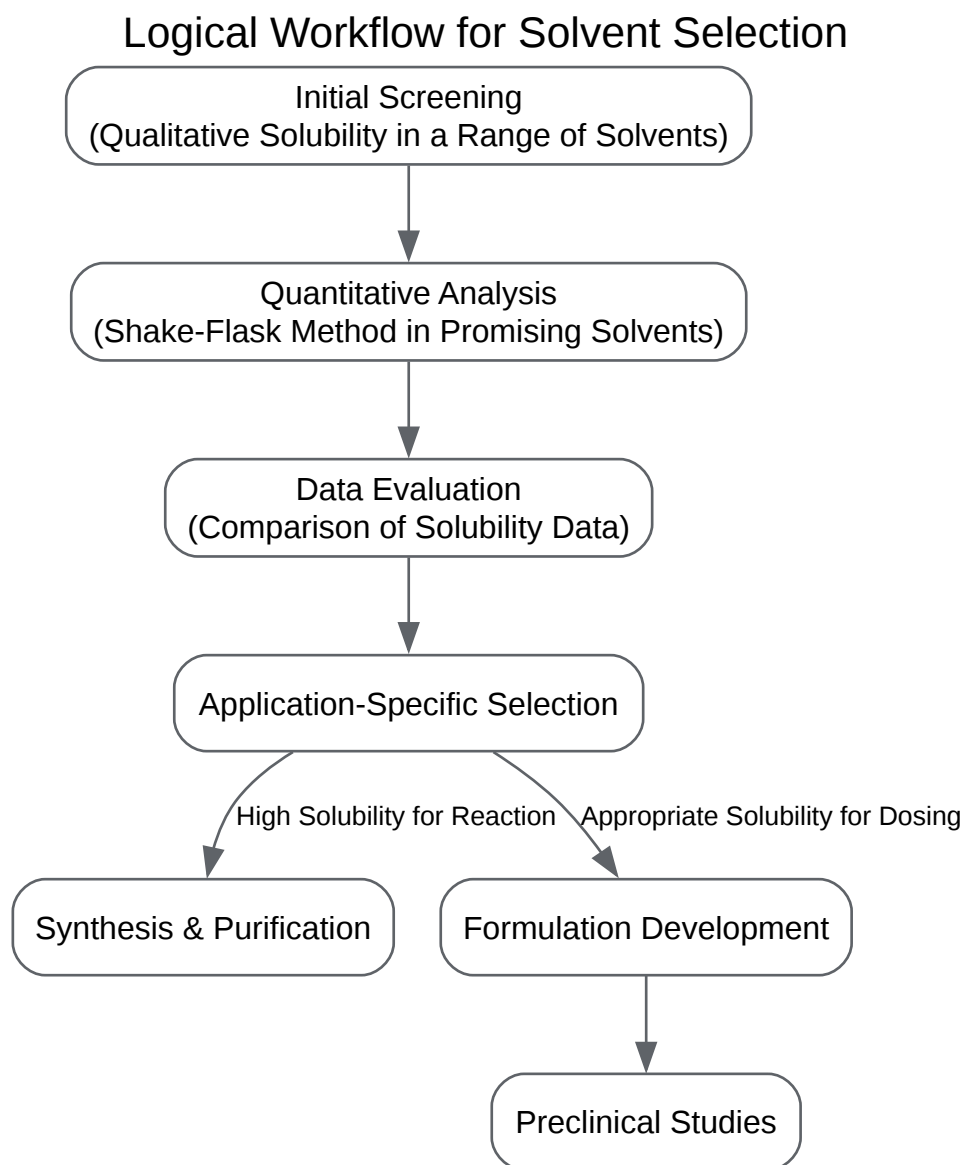 Logical Workflow for Solvent Selection
Initial Screening
(Qualitative Solubility in a Range of Solvents)
Quantitative Analysis
(Shake-Flask Method in Promising Solvents)
Data Evaluation
(Comparison of Solubility Data)
Application-Specific Selection
High Solubility for Reaction
Appropriate Solubility for Dosing
Synthesis & Purification
Formulation Development
Preclinical Studies